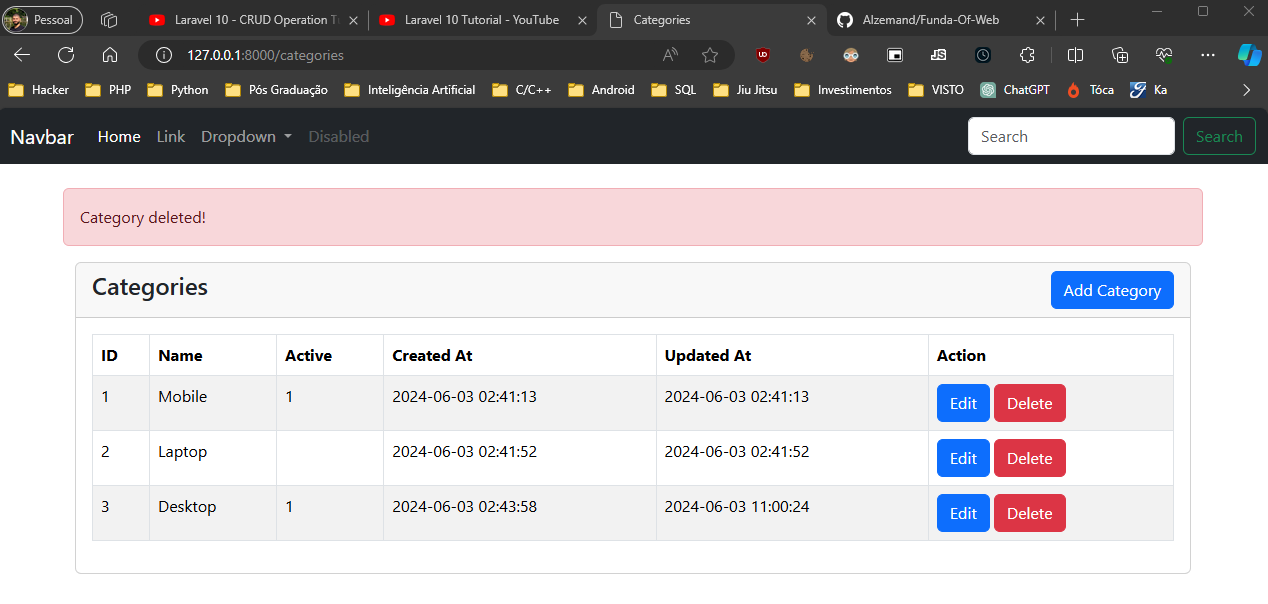 Pessoal
Laravel 10 - CRUD Operation T
Laravel 10 Tutorial - YouTube
Categories
Alzemand/Funda-Of-Web
127.0.0.1:8000/categories
Hacker
PHP
Python
Pós Graduação
Inteligência Artificial
C/C++
Android
SQL
Jiu Jitsu
Investimentos
VISTO
ChatGPT
Tóca
Ka
Navbar
Home
Link
Dropdown
Disabled
Search
Search
Category deleted!
Categories
Add Category
ID Name Active Created At Updated At Action
1 Mobile 1 2024-06-03 02:41:13 2024-06-03 02:41:13 Edit Delete
2 Laptop 2024-06-03 02:41:52 2024-06-03 02:41:52 Edit Delete
3 Desktop 1 2024-06-03 02:43:58 2024-06-03 11:00:24 Edit Delete